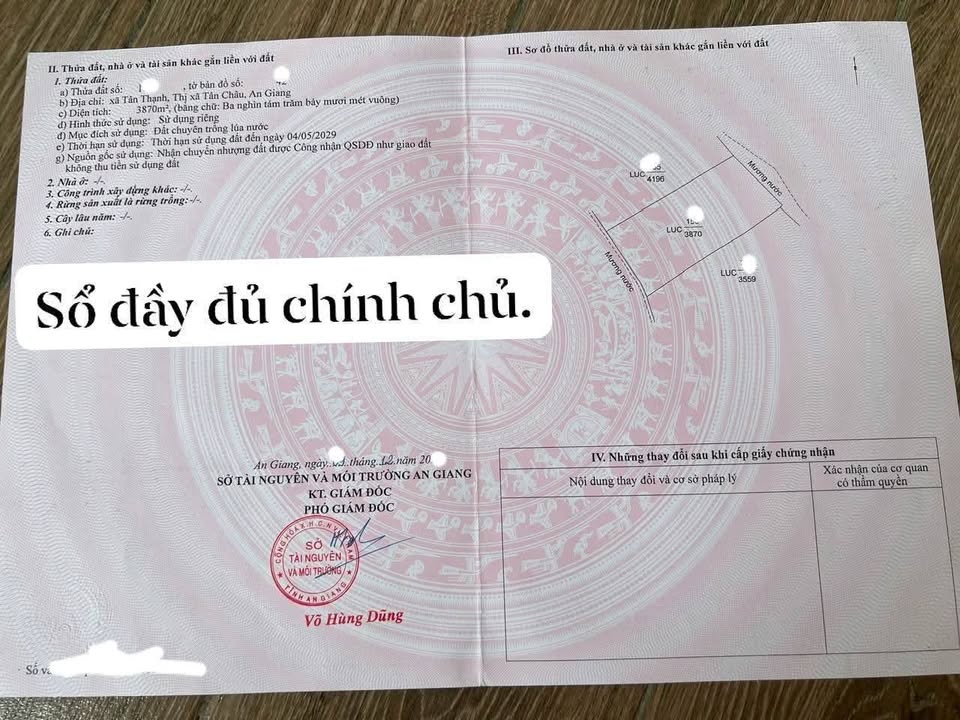 II. Thửa đất, nhà ở và tài sản khác gắn liền với đất
1. Thửa đất:
a) Thửa đất số: , tờ bản đồ số:
b) Địa chỉ: xã Tân Thạnh, Thị xã Tân Châu, An Giang
c) Diện tích: 3870m², (bằng chữ: Ba nghìn tám trăm bảy mươi mét vuông)
d) Hình thức sử dụng: Sử dụng riêng
đ) Mục đích sử dụng: Đất chuyên trồng lúa nước
e) Thời hạn sử dụng: Thời hạn sử dụng đất đến ngày 04/05/2029
g) Nguồn gốc sử dụng: Nhận chuyển nhượng đất được Công nhận QSDĐ như giao đất
không thu tiền sử dụng đất
2. Nhà ở: -/-.
3. Công trình xây dựng khác: -/-.
4. Rừng sản xuất là rừng trồng: -/-.
5. Cây lâu năm: -/-.
6. Ghi chú:
Sổ đầy đủ chính chủ.
An Giang, ngày tháng 12 năm 20
SỞ TÀI NGUYÊN VÀ MÔI TRƯỜNG AN GIANG
KT. GIÁM ĐỐC
PHÓ GIÁM ĐỐC
CỘNG HÒA X.H.C.N VIỆT NAM
SỞ
TÀI NGUYÊN
VÀ MÔI TRƯỜNG
TỈNH AN GIANG
Võ Hùng Dũng
Số
III. Sơ đồ thửa đất, nhà ở và tài sản khác gắn liền với đất
Mương nước
LUC 4196
LUC 3870
Mương nước
LUC 3559
IV. Những thay đổi sau khi cấp giấy chứng nhận
Nội dung thay đổi và cơ sở pháp lý
Xác nhận của cơ quan
có thẩm quyền